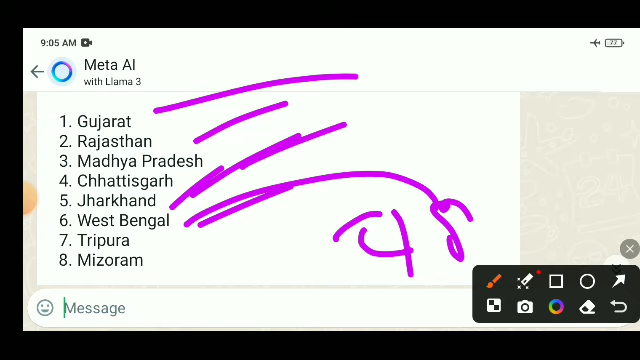 9:05 AM
77
Meta AI
with Llama 3
1. Gujarat
2. Rajasthan
3. Madhya Pradesh
4. Chhattisgarh
5. Jharkhand
6. West Bengal
7. Tripura
8. Mizoram
Message